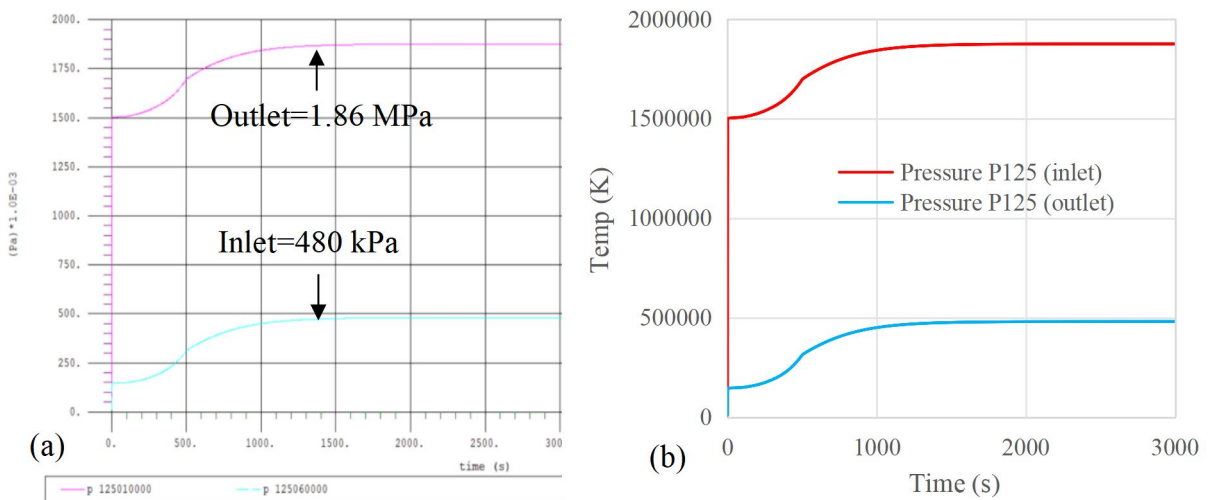 2000.
1750.
1500.
1250.
1000.
750.
500.
250.
0.
(Pa)*1.0E-03
Outlet=1.86 MPa
Inlet=480 kPa
0. 500. 1000. 1500. 2000. 2500. 3000
time (s)
(a)
p 125010000 p 125060000
2000000
1500000
1000000
500000
0
Temp (K)
Pressure P125 (inlet)
Pressure P125 (outlet)
0 1000 2000 3000
Time (s)
(b)